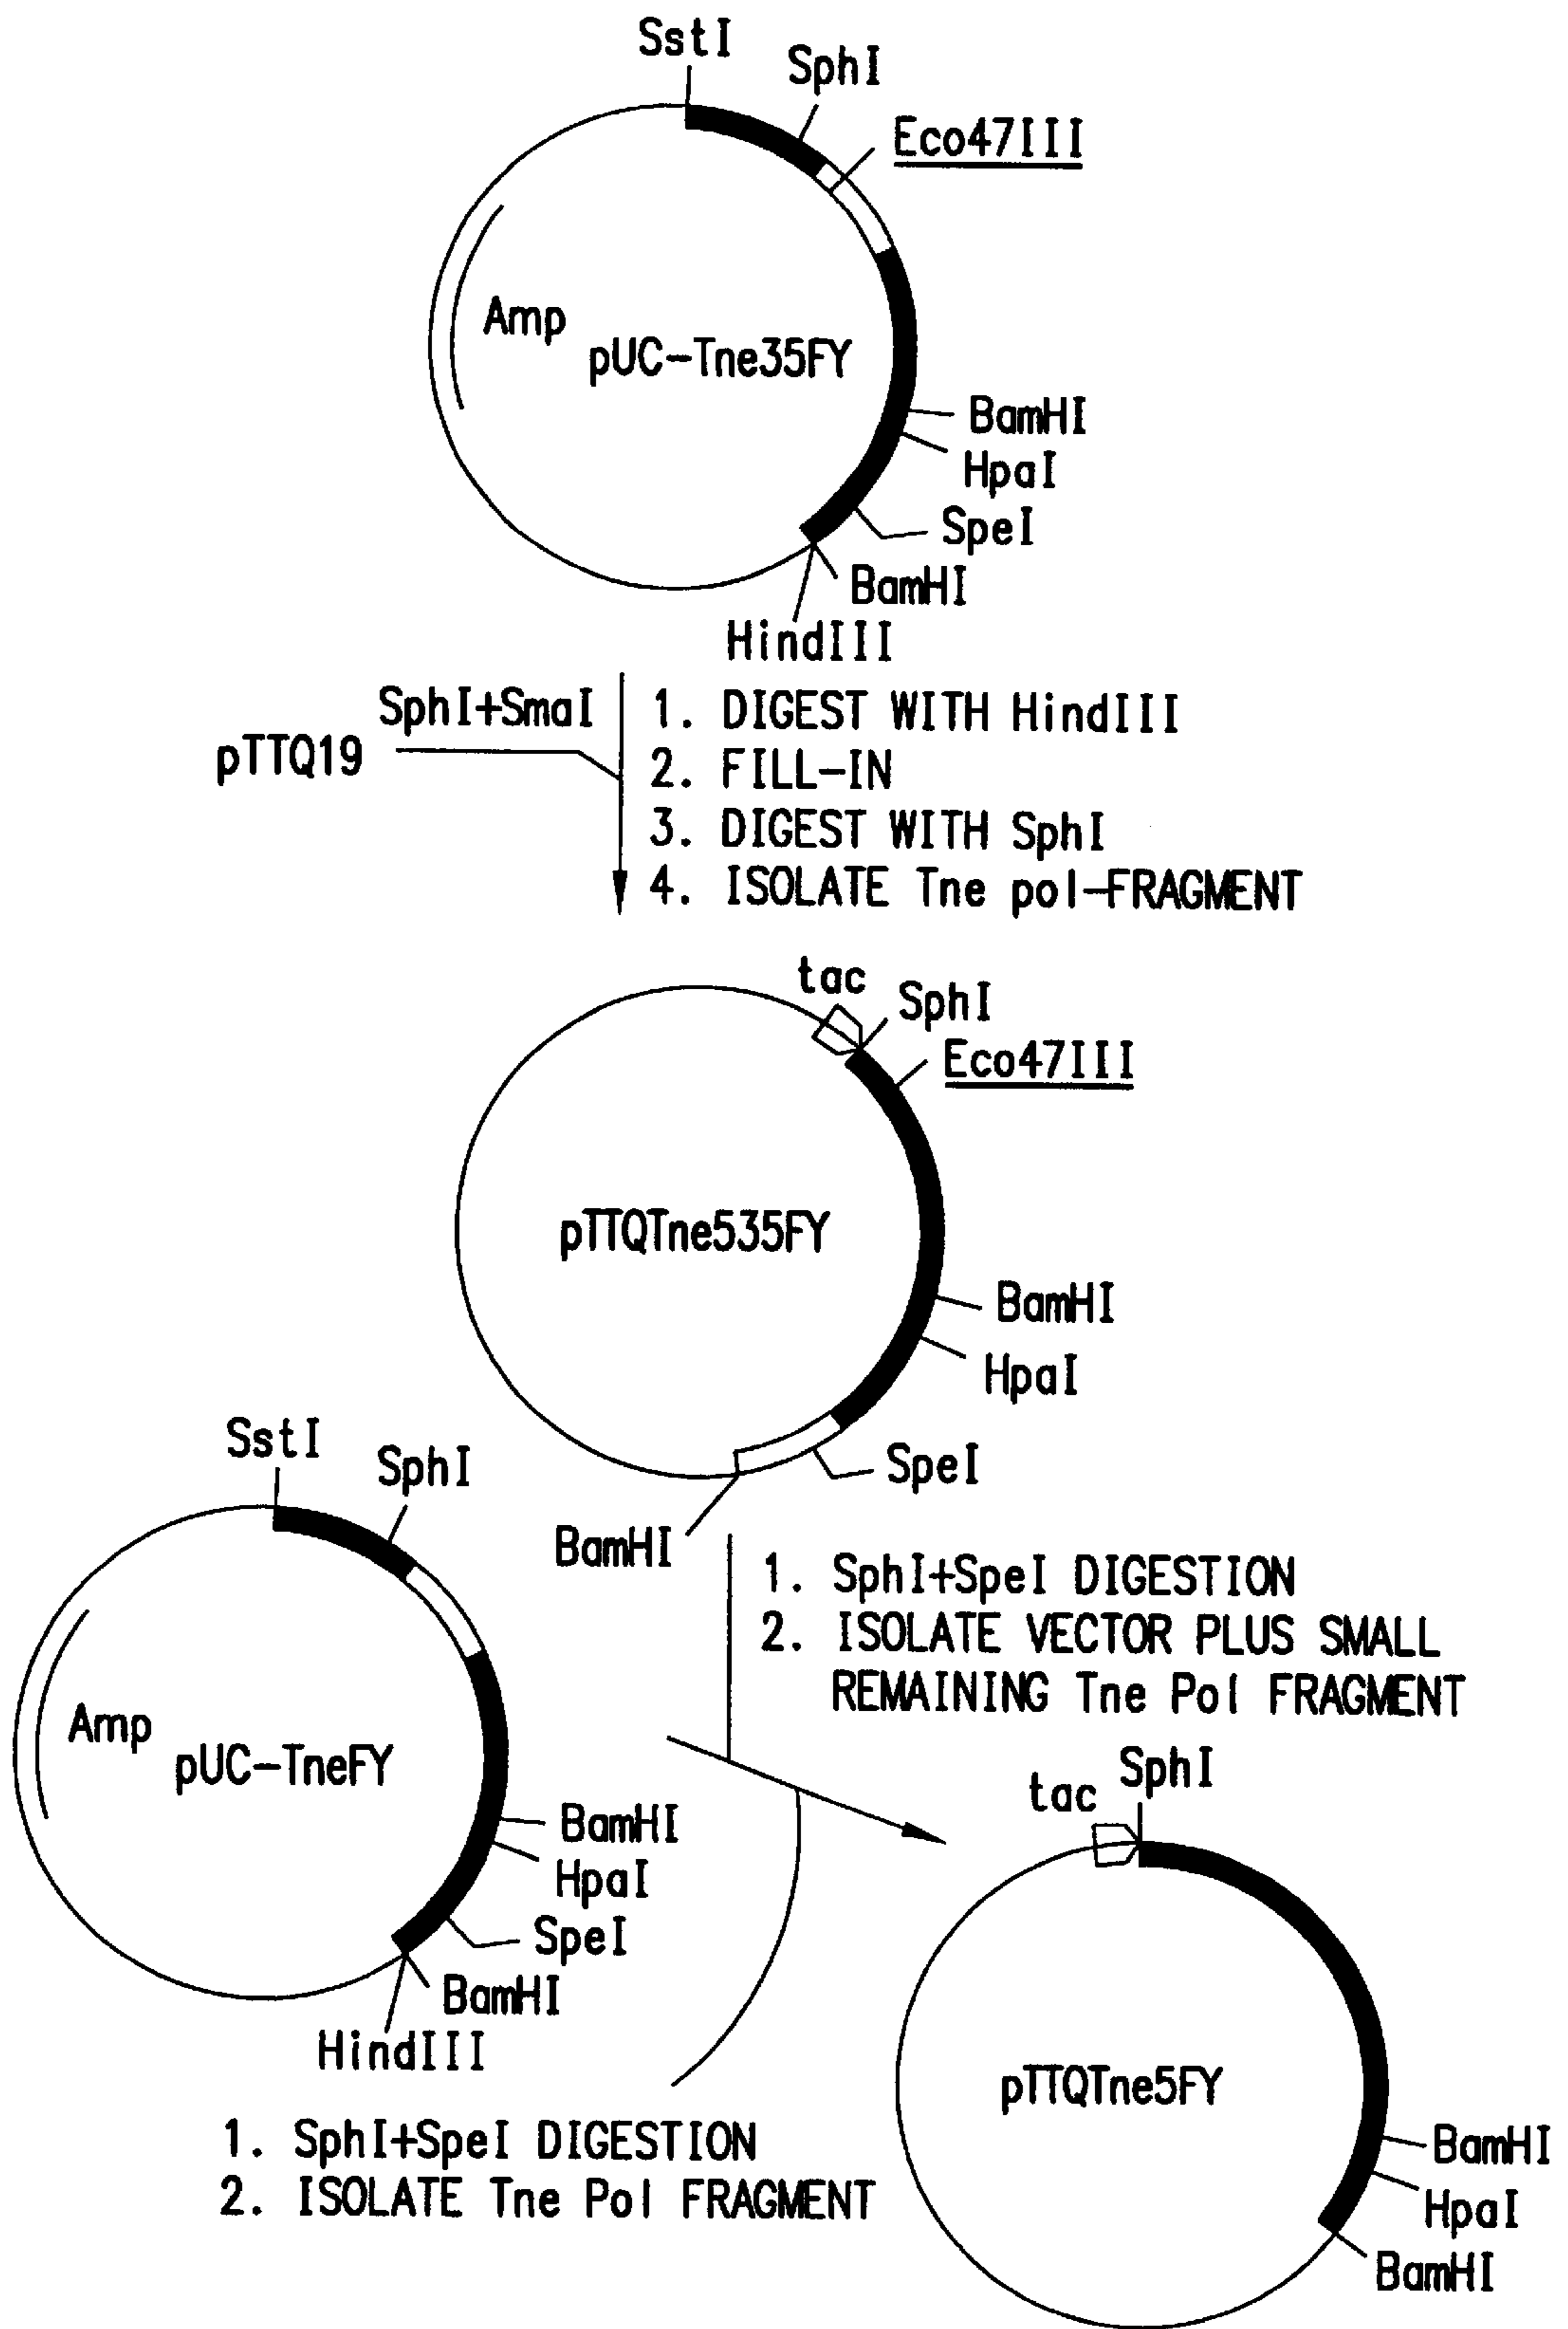 SstI
SphI
Eco47III
Amp
pUC-Tne35FY
BamHI
HpaI
SpeI
BamHI
HindIII
SphI+SmaI
pTTQ19
1. DIGEST WITH HindIII
2. FILL-IN
3. DIGEST WITH SphI
4. ISOLATE Tne pol-FRAGMENT
tac
SphI
Eco47III
pTTQTne535FY
BamHI
HpaI
SpeI
BamHI
SstI
SphI
Amp
pUC-TneFY
BamHI
HpaI
SpeI
BamHI
HindIII
1. SphI+SpeI DIGESTION
2. ISOLATE VECTOR PLUS SMALL
REMAINING Tne Pol FRAGMENT
1. SphI+SpeI DIGESTION
2. ISOLATE Tne Pol FRAGMENT
tac
SphI
pTTQTne5FY
BamHI
HpaI
BamHI